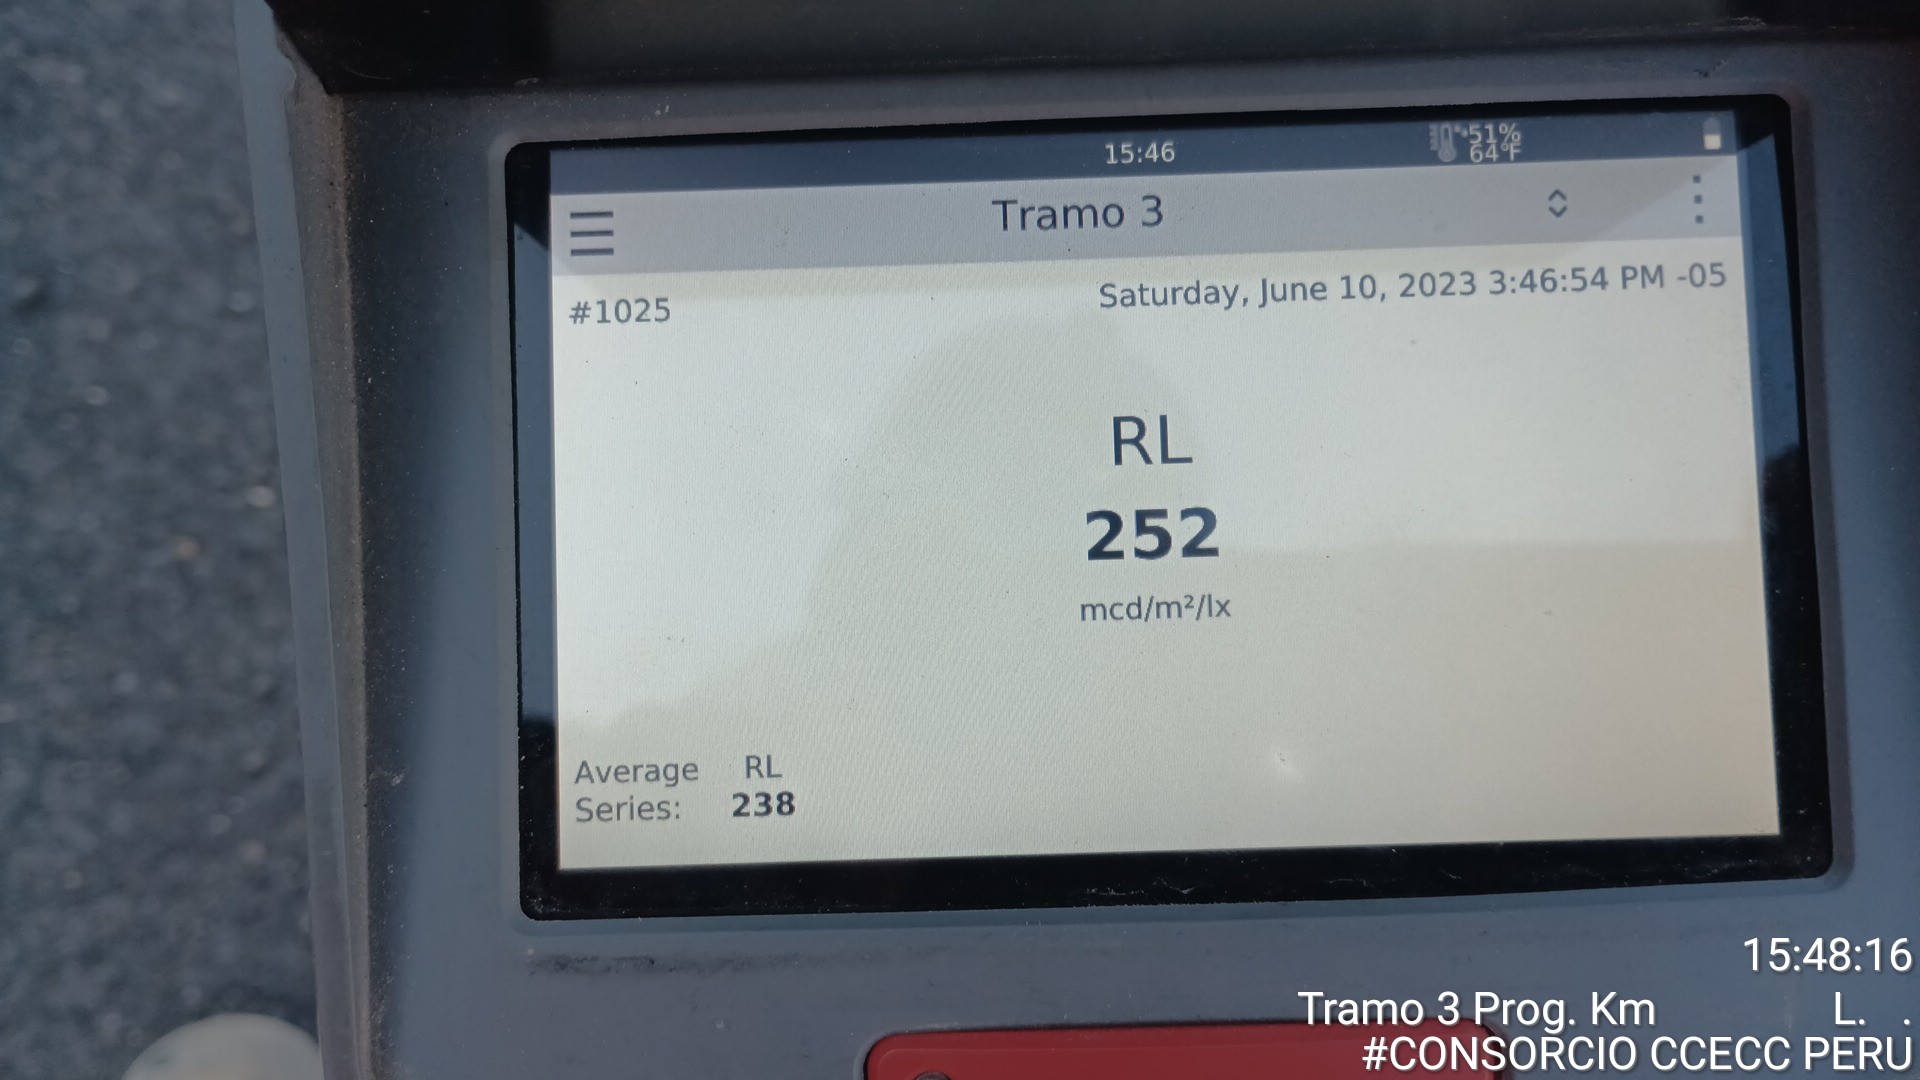 15:46
51%
64°F
Tramo 3
#1025
Saturday, June 10, 2023 3:46:54 PM -05
RL
252
mcd/m²/lx
Average RL
Series: 238
15:48:16
Tramo 3 Prog. Km L. .
#CONSORCIO CCECC PERU